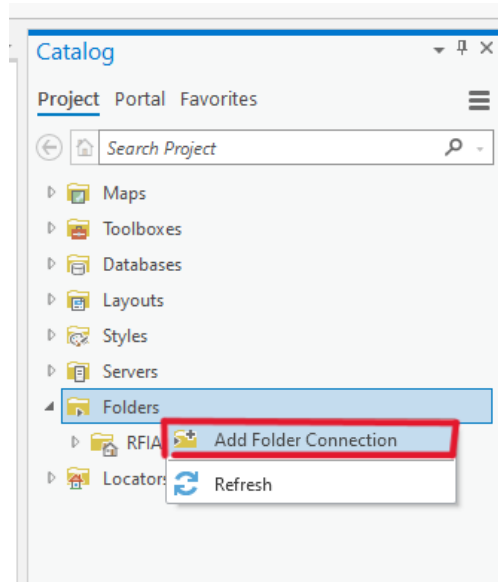 Catalog
Project Portal Favorites
Search Project
Maps
Toolboxes
Databases
Layouts
Styles
Servers
Folders
RFIA
Add Folder Connection
Locators
Refresh